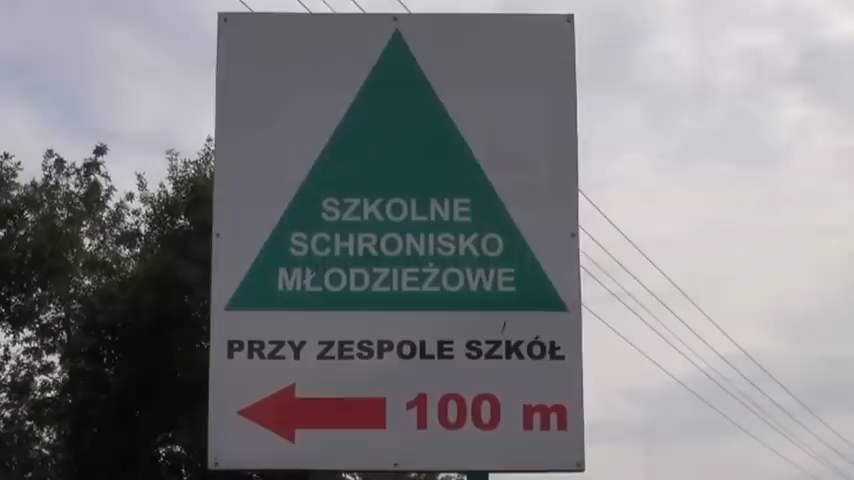 SZKOLNE
SCHRONISKO
MŁODZIEŻOWE
PRZY ZESPOLE SZKÓŁ
100 m